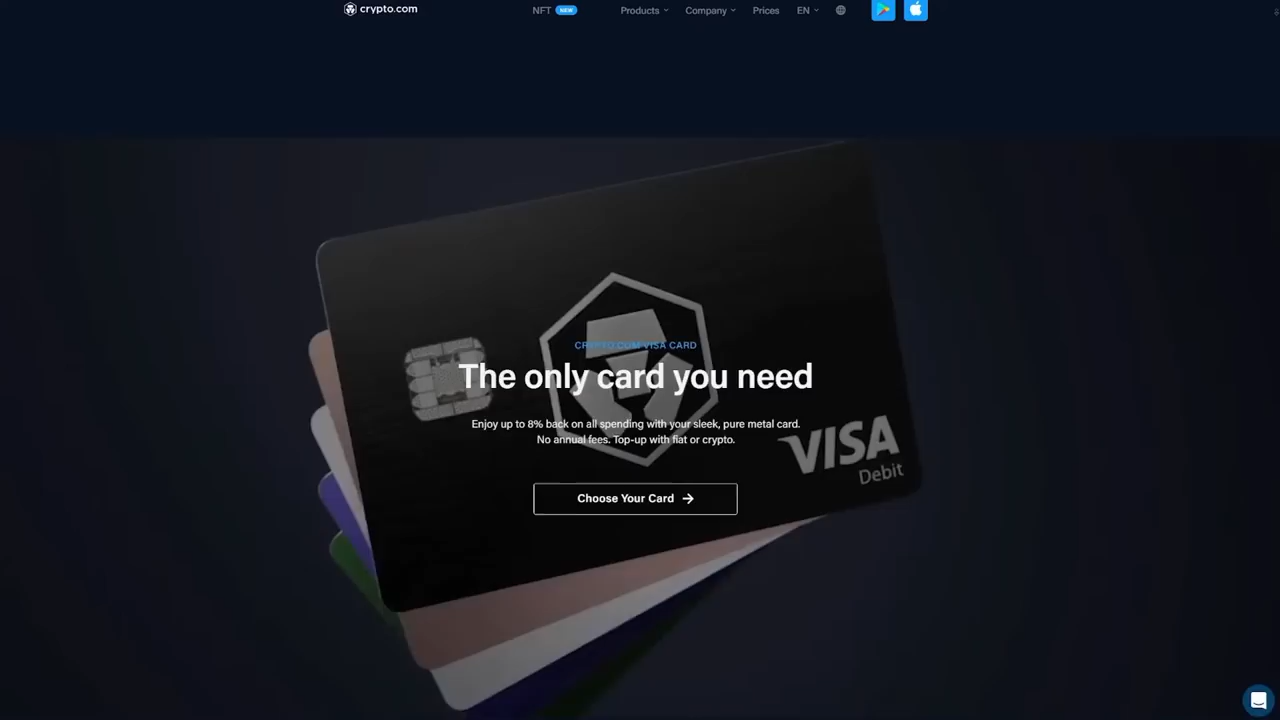 crypto.com
NFT NEW
Products
Company
Prices
EN
CRYPTO.COM VISA CARD
The only card you need
Enjoy up to 8% back on all spending with your sleek, pure metal card.
No annual fees. Top-up with fiat or crypto.
VISA
Debit
Choose Your Card →